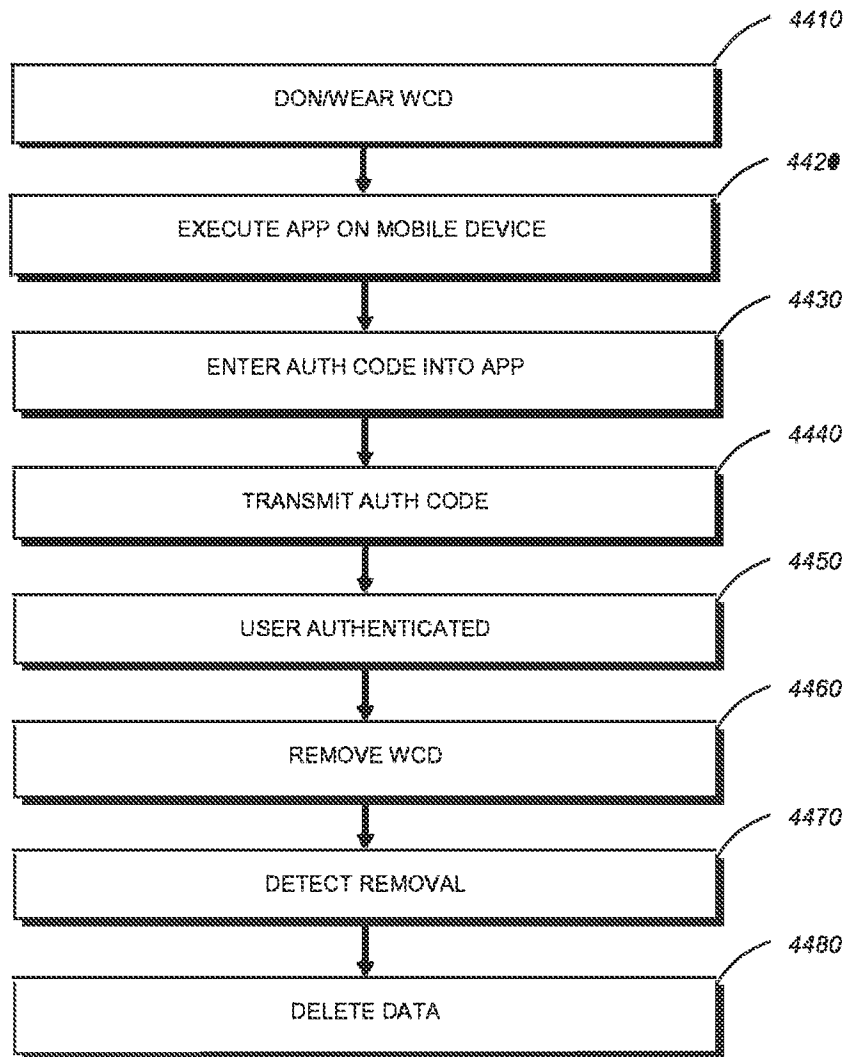 4410
DON/WEAR WCD
4420
EXECUTE APP ON MOBILE DEVICE
4430
ENTER AUTH CODE INTO APP
4440
TRANSMIT AUTH CODE
4450
USER AUTHENTICATED
4460
REMOVE WCD
4470
DETECT REMOVAL
4480
DELETE DATA